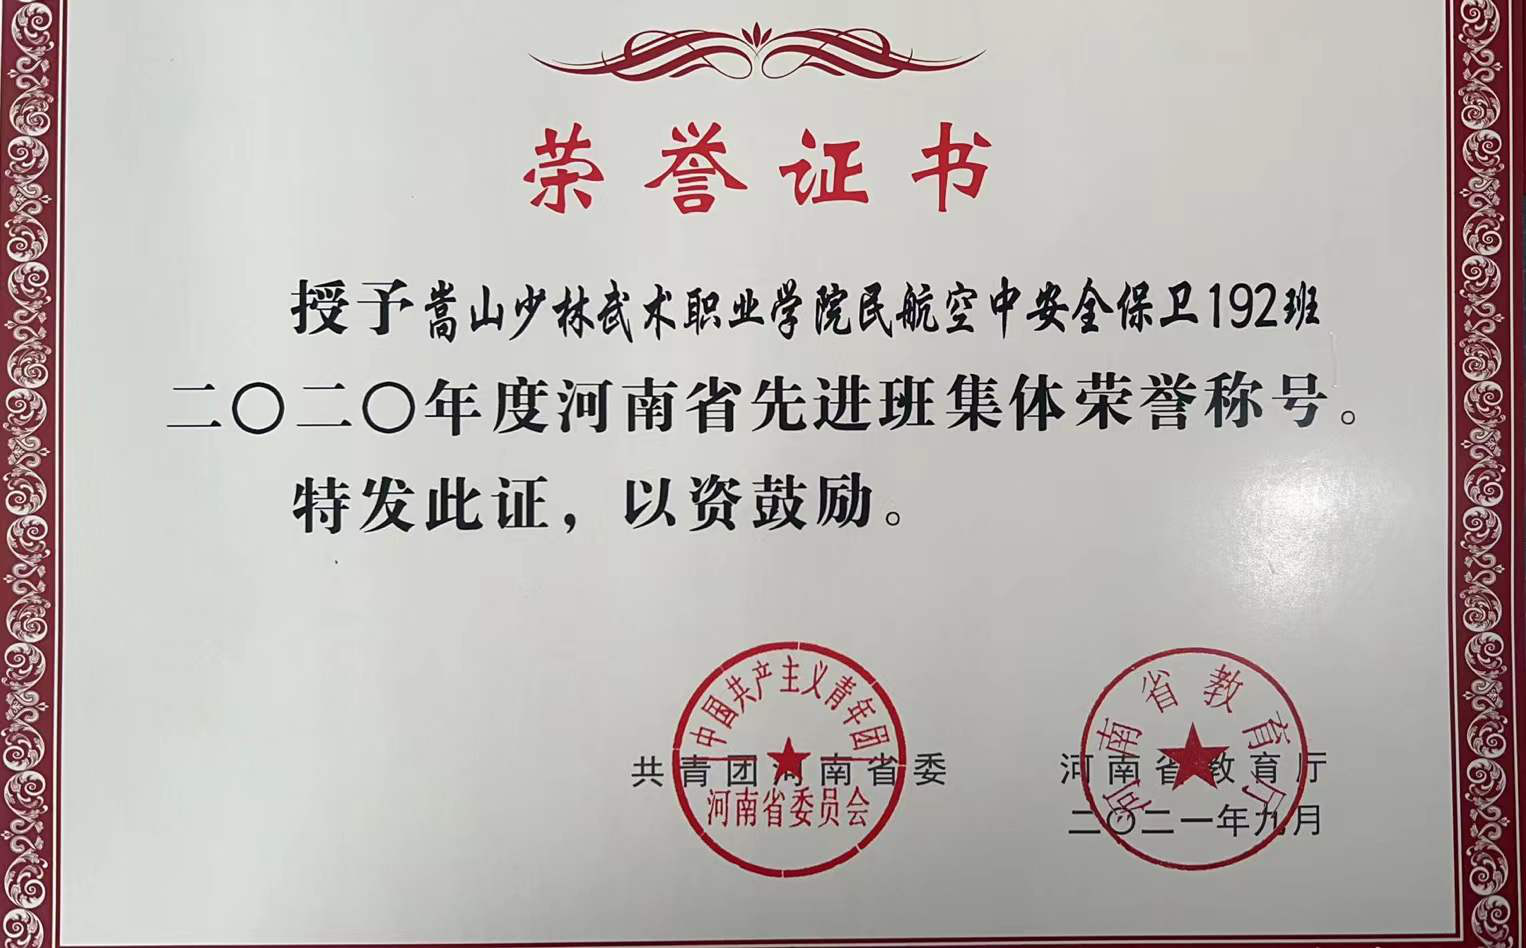 荣誉证书
授予嵩山少林武术职业学院民航空中安全保卫192班
二〇二〇年度河南省先进班集体荣誉称号。
特发此证，以资鼓励。
中國共产主义青年团
河南省委员会
共青团河南省委
河南省教育厅
河南省教育厅
二〇二一年九月